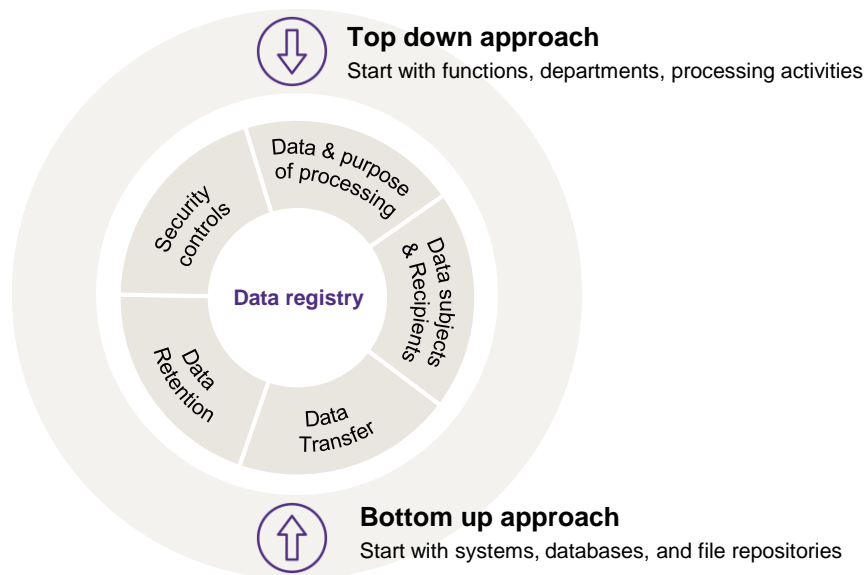 Top down approach
Start with functions, departments, processing activities
Data & purpose
of processing
Security
controls
Data subjects
& Recipients
Data registry
Data
Retention
Data
Transfer
Bottom up approach
Start with systems, databases, and file repositories